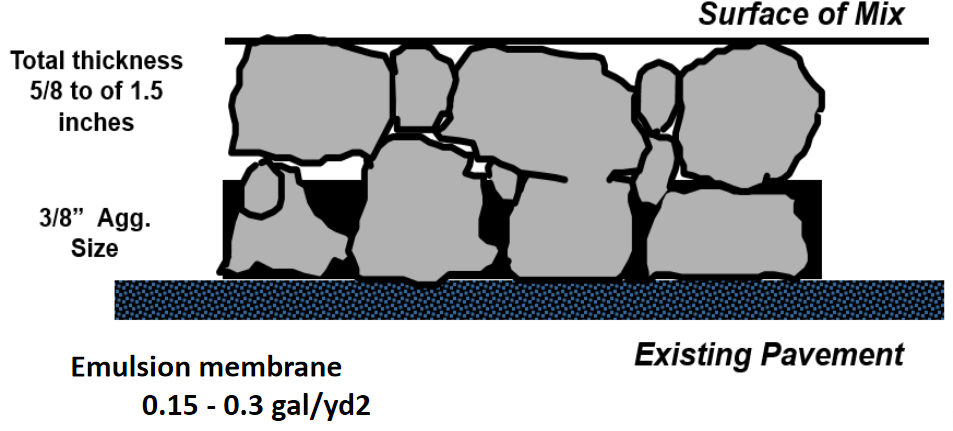 Surface of Mix
Total thickness
5/8 to of 1.5
inches
3/8” Agg.
Size
Existing Pavement
Emulsion membrane
0.15 - 0.3 gal/yd2